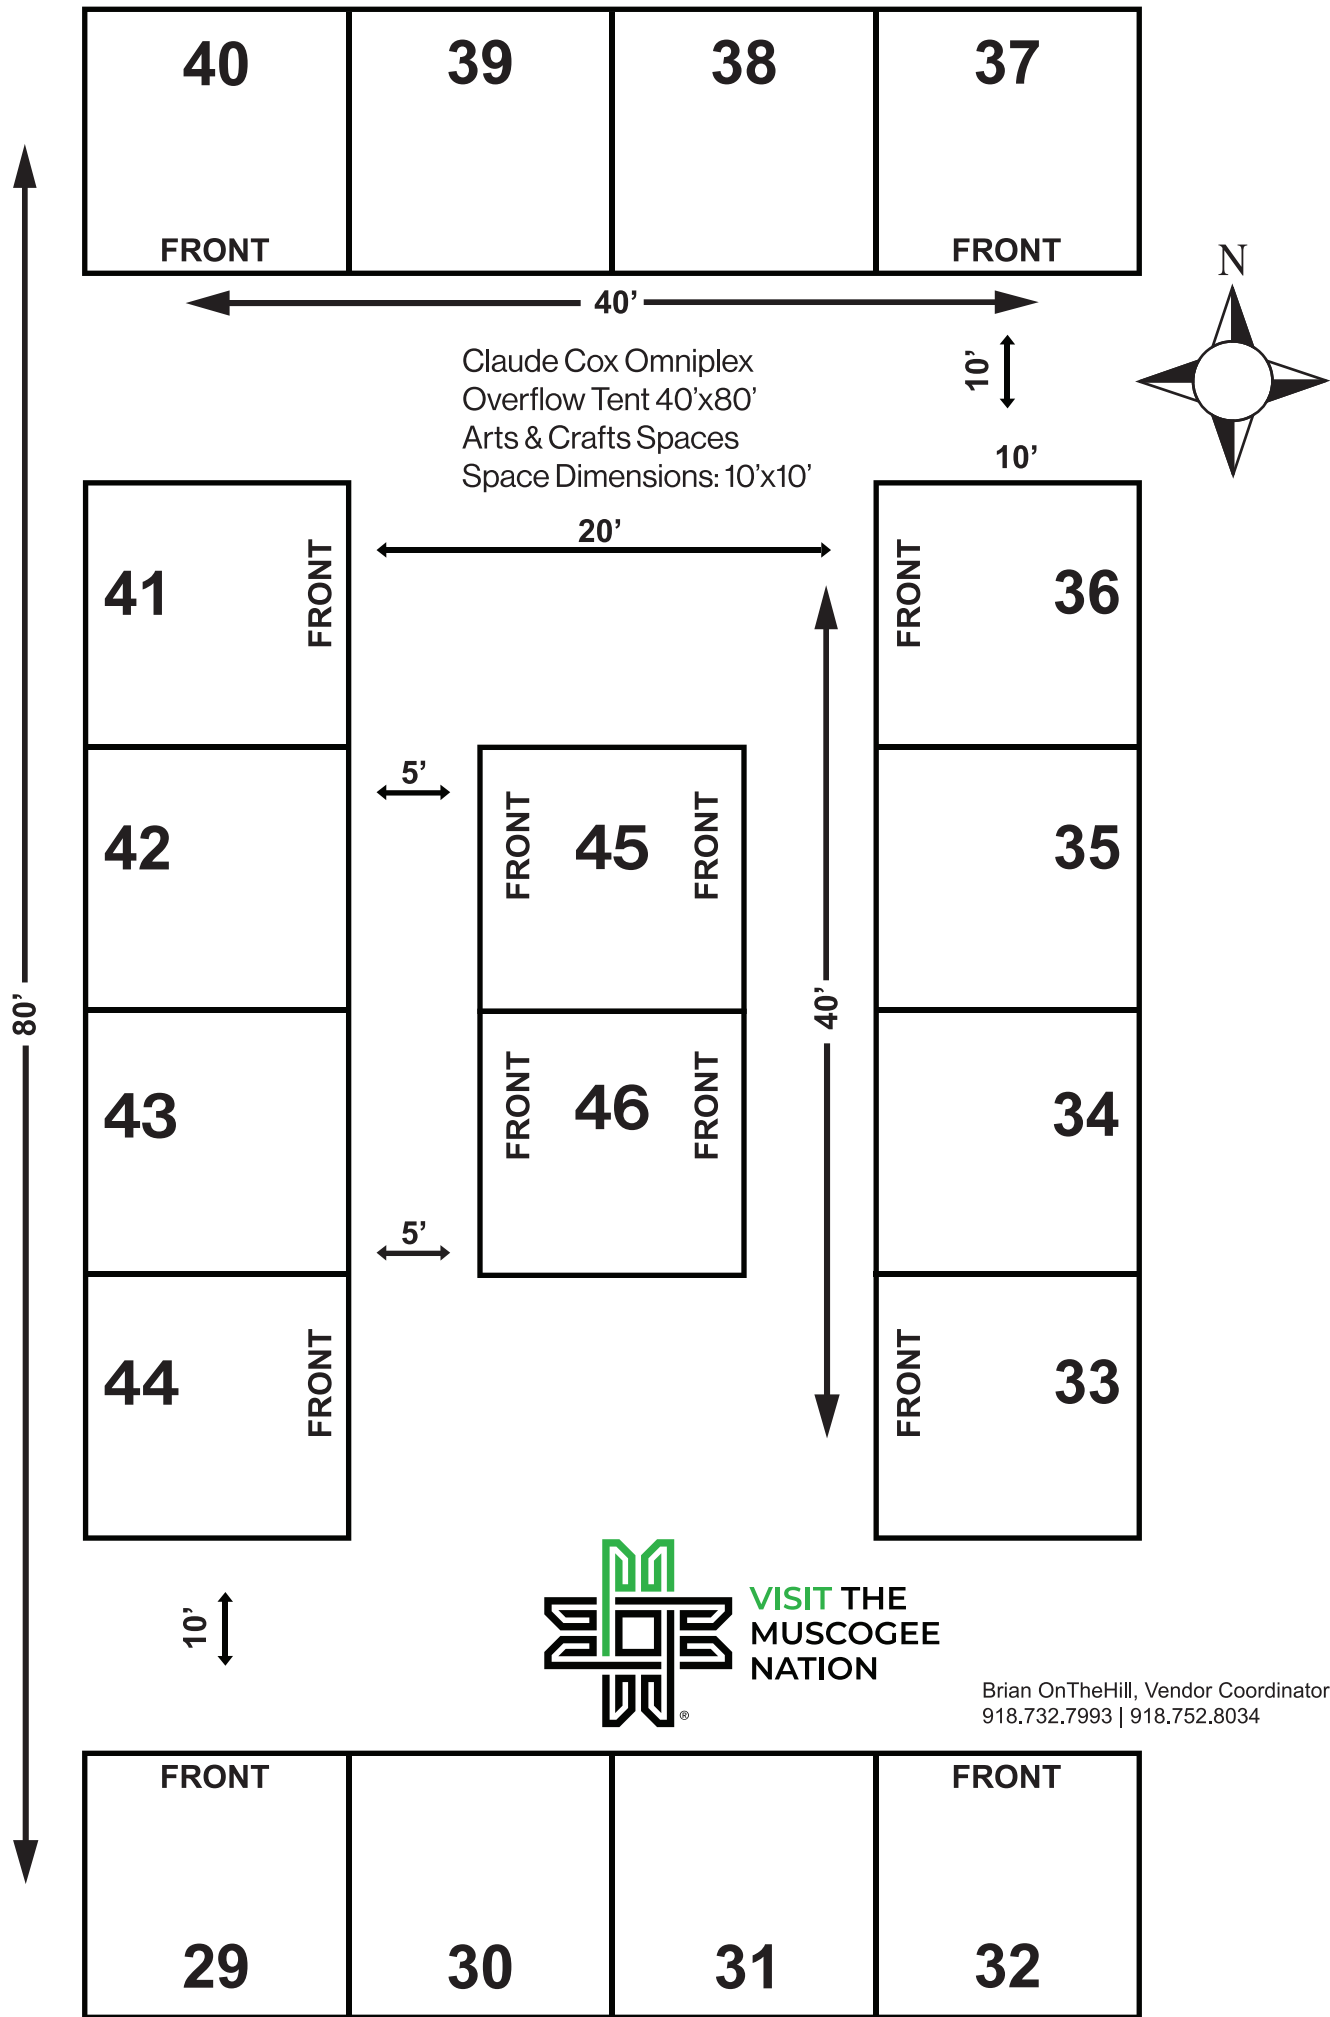 40 39 38 37
FRONT FRONT
40’
N
Claude Cox Omniplex
Overflow Tent 40’x80’
Arts & Crafts Spaces
Space Dimensions: 10’x10’
10’
10’
20’
41 FRONT
FRONT 36
5’
42
FRONT 45 FRONT
35
80’
40’
43
FRONT 46 FRONT
34
5’
44 FRONT
FRONT 33
10’
VISIT THE
MUSCOGEE
NATION
®
Brian OnTheHill, Vendor Coordinator
918.732.7993 | 918.752.8034
FRONT FRONT
29 30 31 32